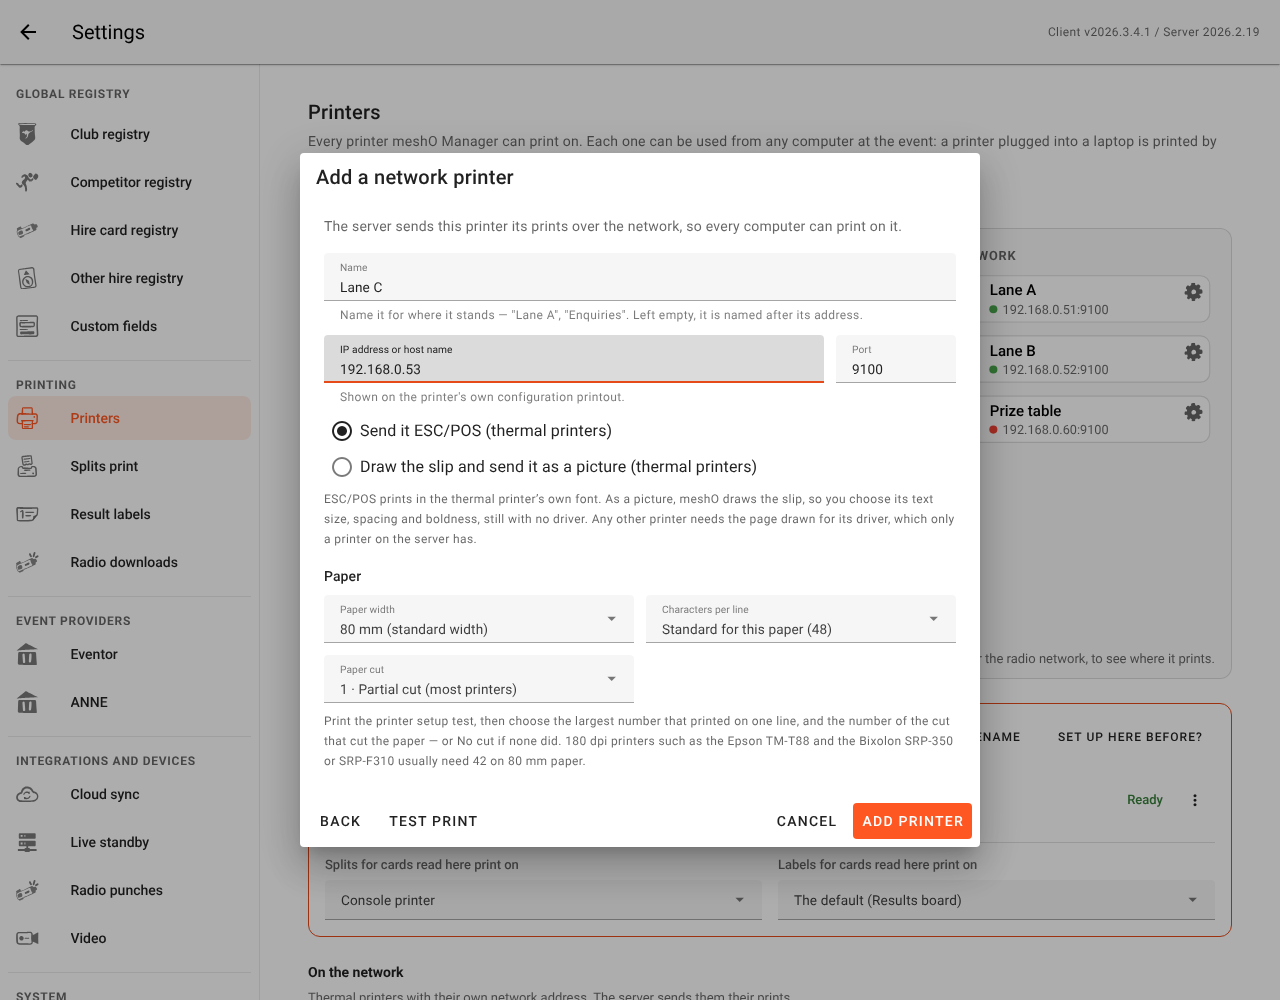 Settings
Client v2026.3.4.1 / Server 2026.2.19
GLOBAL REGISTRY
Club registry
Competitor registry
Hire card registry
Other hire registry
Custom fields
PRINTING
Printers
Splits print
Result labels
Radio downloads
EVENT PROVIDERS
Eventor
ANNE
INTEGRATIONS AND DEVICES
Cloud sync
Live standby
Radio punches
Video
SYSTEM
Printers
Every printer meshO Manager can print on. Each one can be used from any computer at the event: a printer plugged into a laptop is printed by
Add a network printer
The server sends this printer its prints over the network, so every computer can print on it.
Name
Lane C
Name it for where it stands — "Lane A", "Enquiries". Left empty, it is named after its address.
IP address or host name
192.168.0.53
Port
9100
Shown on the printer's own configuration printout.
Send it ESC/POS (thermal printers)
Draw the slip and send it as a picture (thermal printers)
ESC/POS prints in the thermal printer's own font. As a picture, meshO draws the slip, so you choose its text
size, spacing and boldness, still with no driver. Any other printer needs the page drawn for its driver, which only
a printer on the server has.
Paper
Paper width
80 mm (standard width)
Characters per line
Standard for this paper (48)
Paper cut
1 · Partial cut (most printers)
Print the printer setup test, then choose the largest number that printed on one line, and the number of the cut
that cut the paper — or No cut if none did. 180 dpi printers such as the Epson TM-T88 and the Bixolon SRP-350
or SRP-F310 usually need 42 on 80 mm paper.
BACK
TEST PRINT
CANCEL
ADD PRINTER
WORK
Lane A
192.168.0.51:9100
Lane B
192.168.0.52:9100
Prize table
192.168.0.60:9100
the radio network, to see where it prints.
ENAME
SET UP HERE BEFORE?
Ready
Splits for cards read here print on
Console printer
Labels for cards read here print on
The default (Results board)
On the network
Thermal printers with their own network address. The server sends them their prints.